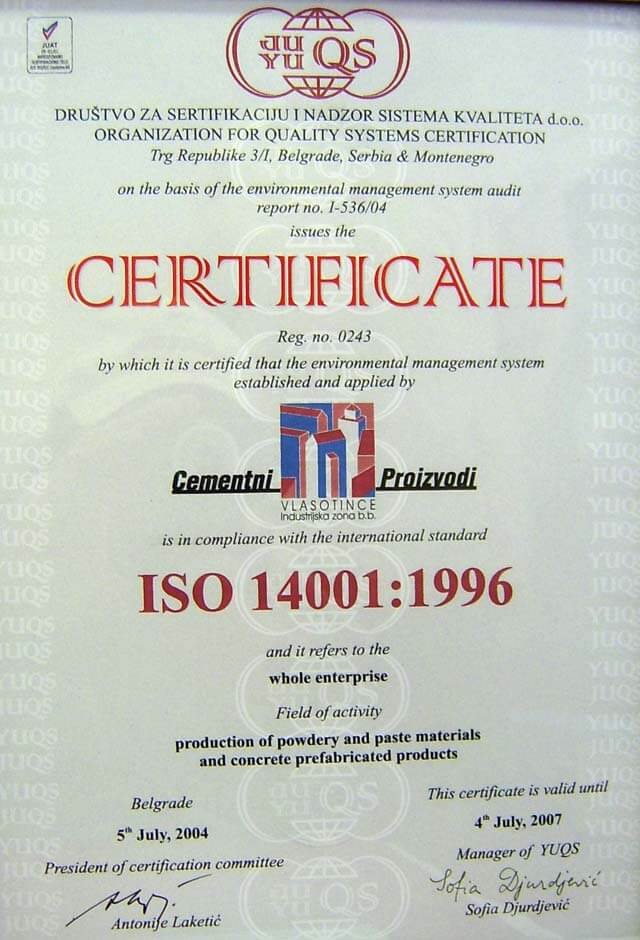 JUAT
JU YU QS
DRUŠTVO ZA SERTIFIKACIJU I NADZOR SISTEMA KVALITETA d.o.o.
ORGANIZATION FOR QUALITY SYSTEMS CERTIFICATION
Trg Republike 3/I, Belgrade, Serbia & Montenegro
on the basis of the environmental management system audit
report no. I-536/04
issues the
CERTIFICATE
Reg. no. 0243
by which it is certified that the environmental management system
established and applied by
Cementni Proizvodi
VLASOTINCE
Industrijska zona b.b.
is in compliance with the international standard
ISO 14001:1996
and it refers to the
whole enterprise
Field of activity
production of powdery and paste materials
and concrete prefabricated products
Belgrade
5th July, 2004
President of certification committee
Antonije Laketić
This certificate is valid until
4th July, 2007
Manager of YUQS
Sofia Djurdjević
Sofia Djurdjević